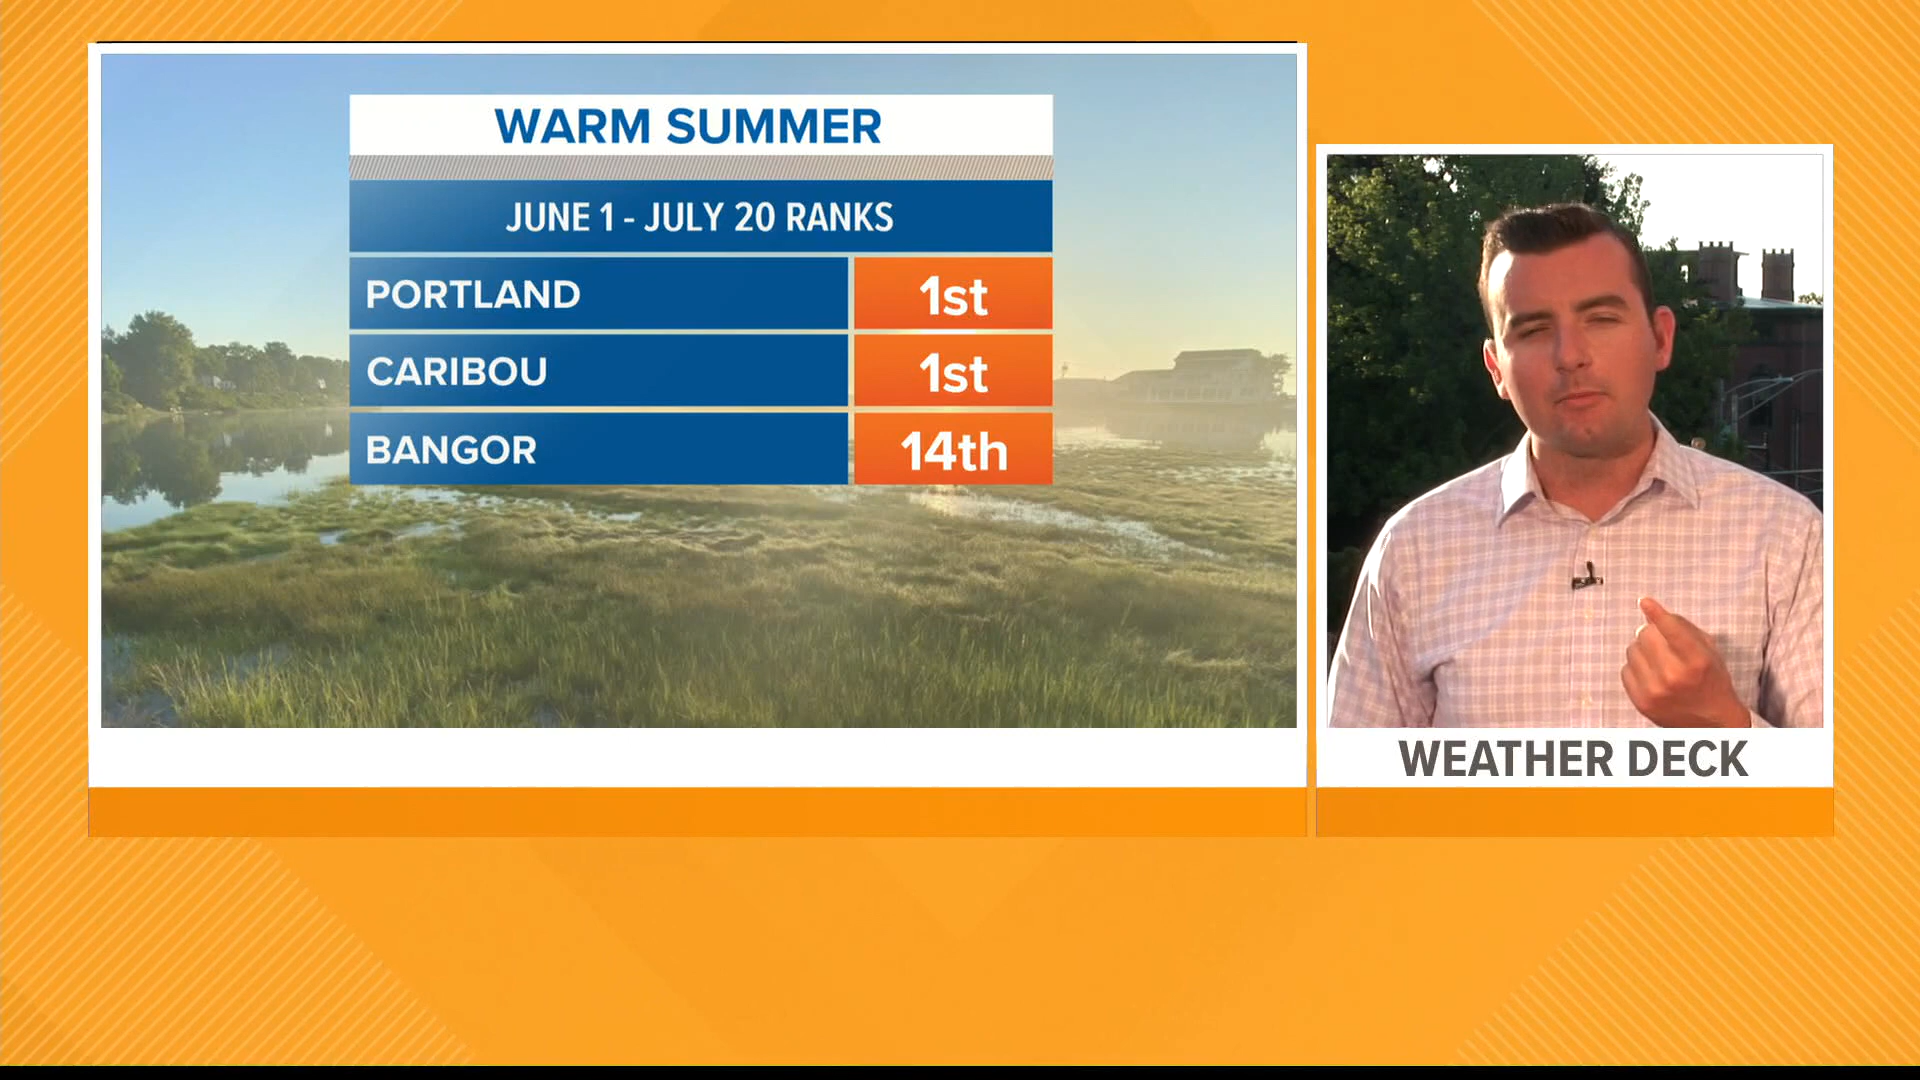 WARM SUMMER
JUNE 1 - JULY 20 RANKS
PORTLAND 1st
CARIBOU 1st
BANGOR 14th
WEATHER DECK